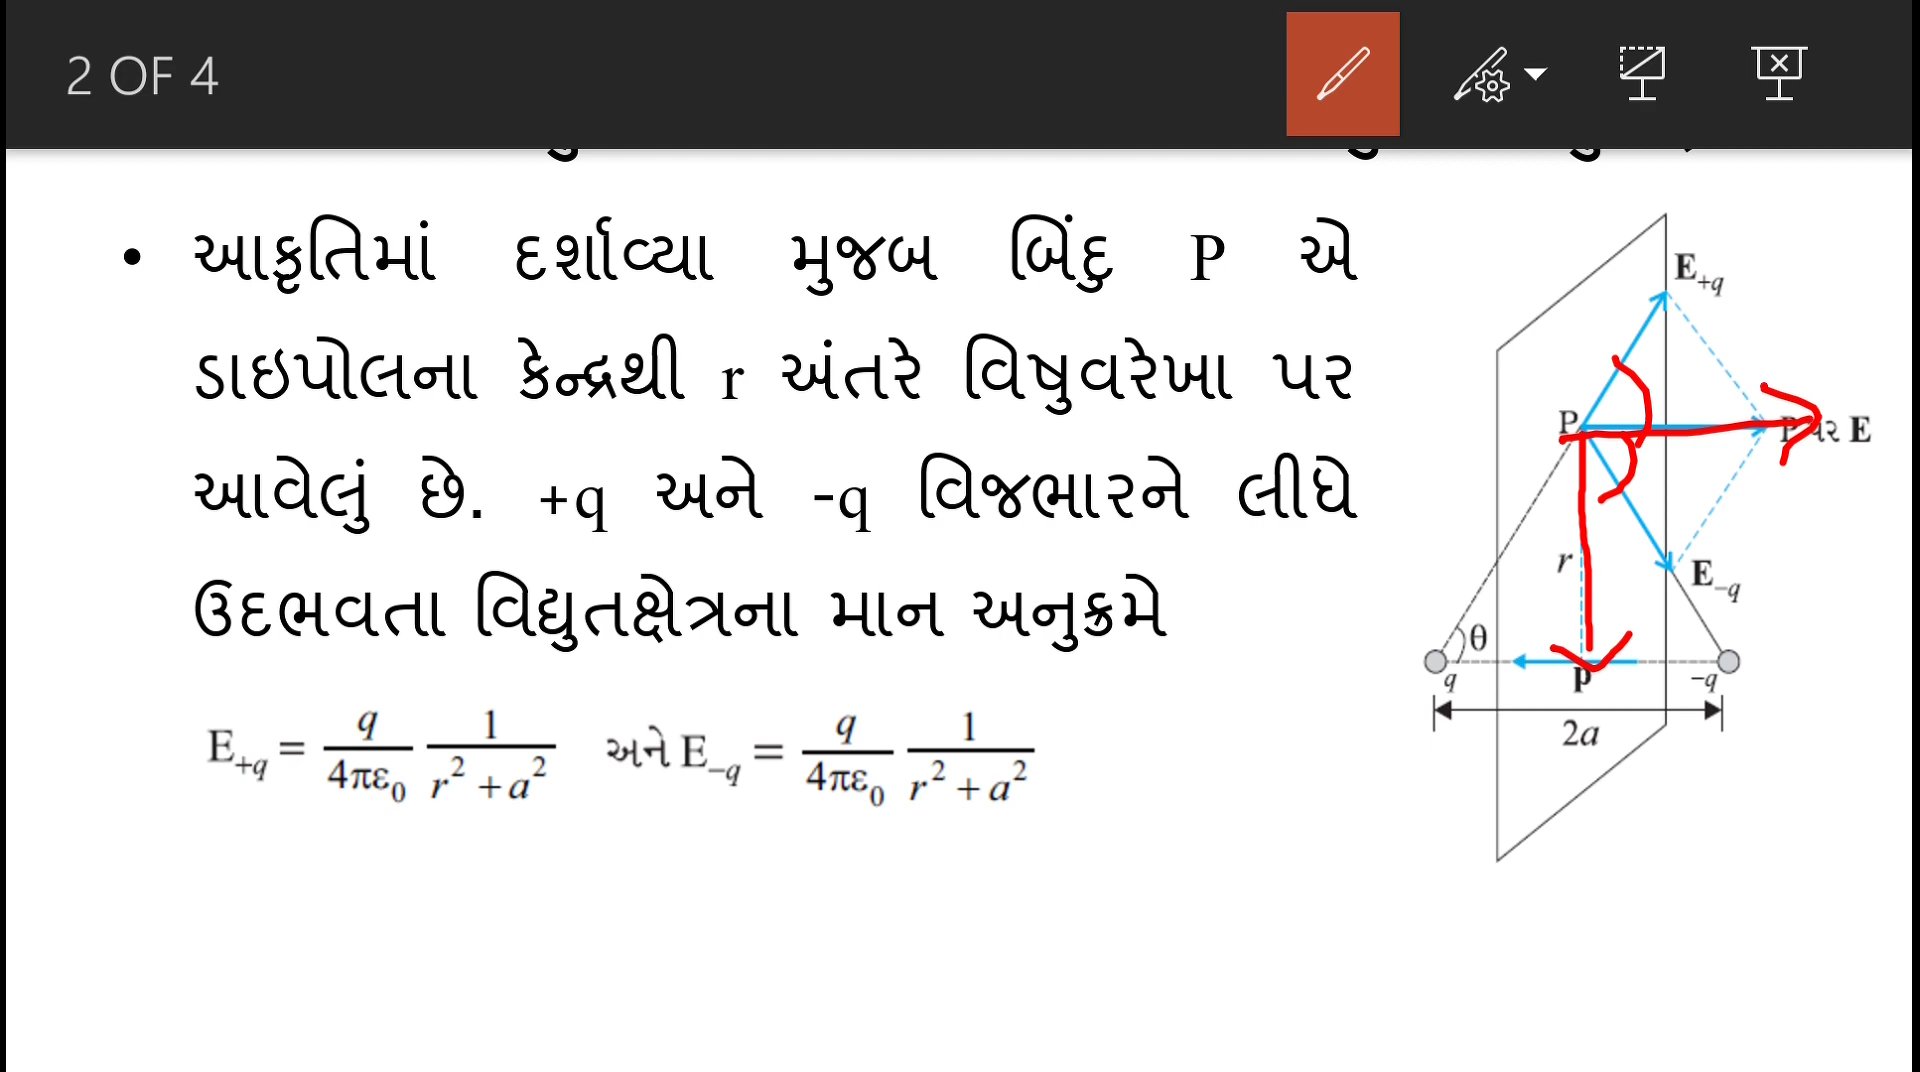 2 OF 4
• આકૃતિમાં દર્શાવ્યા મુજબ બિંદુ P એ
ડાઇપોલના કેન્દ્રથી r અંતરે વિષુવરેખા પર
આવેલું છે. +q અને -q વિજભારને લીધે
ઉદભવતા વિદ્યુતક્ષેત્રના માન અનુક્રમે
E₊q = q/4πε₀ 1/r² + a² અને E₋q = q/4πε₀ 1/r² + a²
E₊q
P
P પર E
r
E₋q
θ
q p −q
2a